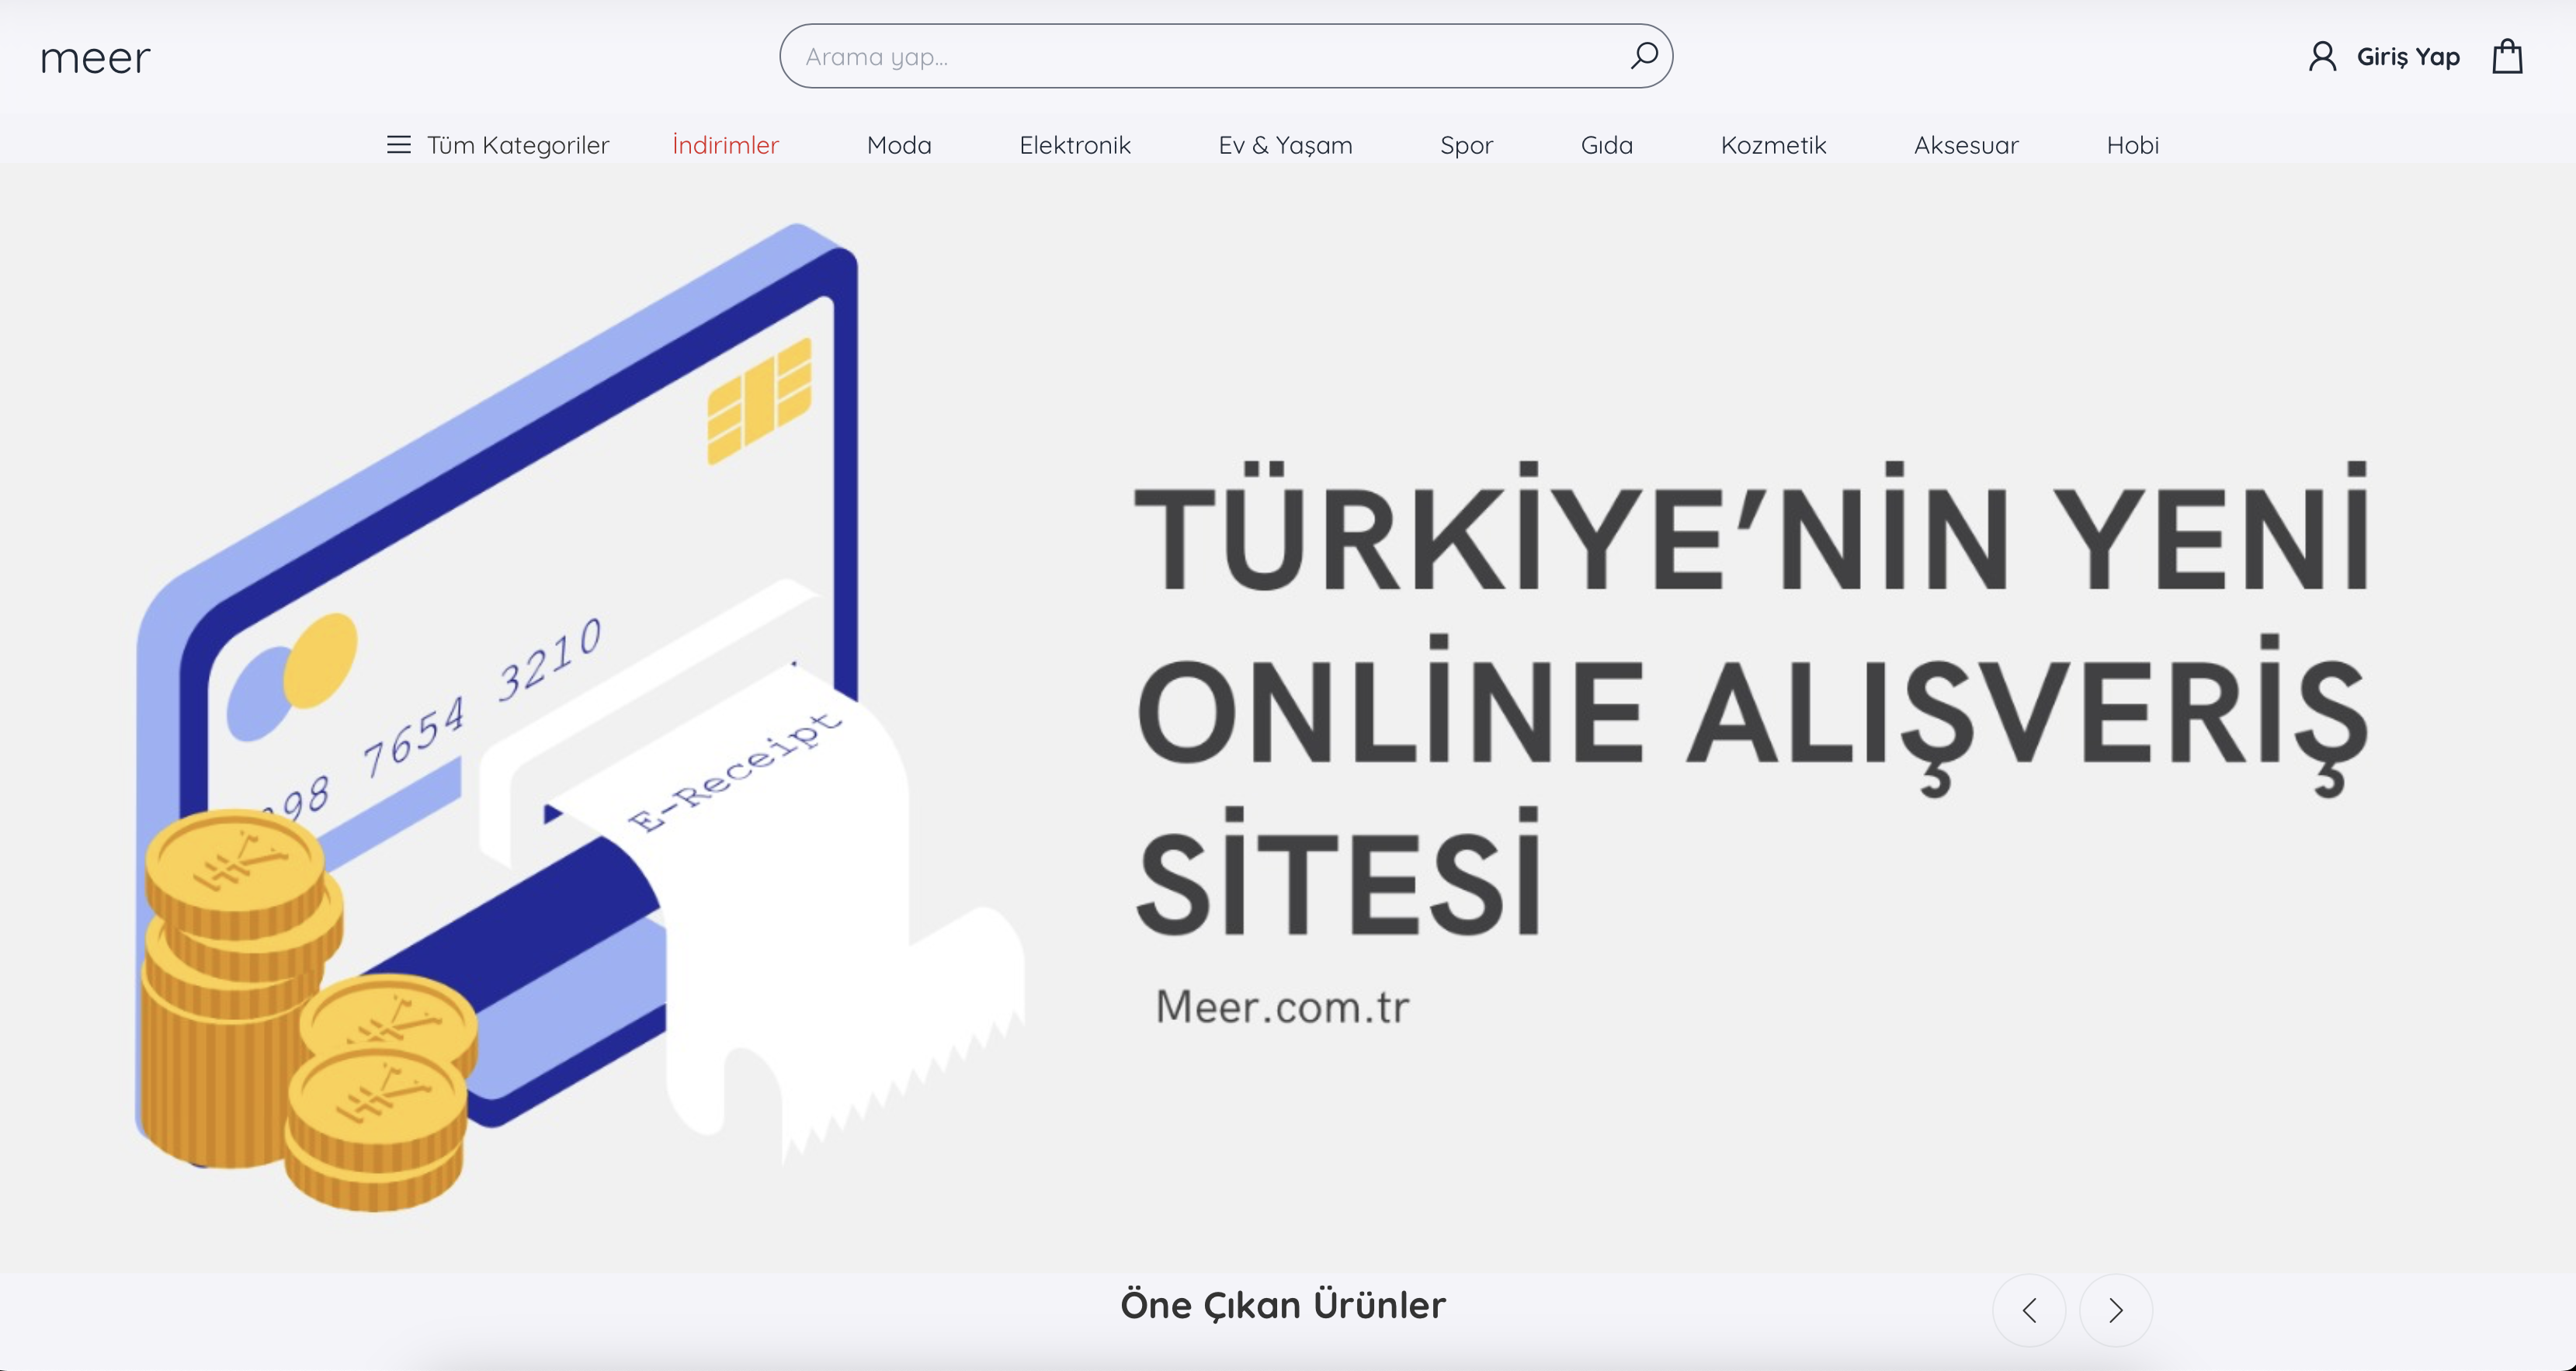 meer
Arama yap...
Giriş Yap
Tüm Kategoriler İndirimler Moda Elektronik Ev & Yaşam Spor Gıda Kozmetik Aksesuar Hobi
TÜRKİYE’NİN YENİ
ONLİNE ALIŞVERİŞ
SİTESİ
Meer.com.tr
98 7654 3210
E-Receipt
Öne Çıkan Ürünler